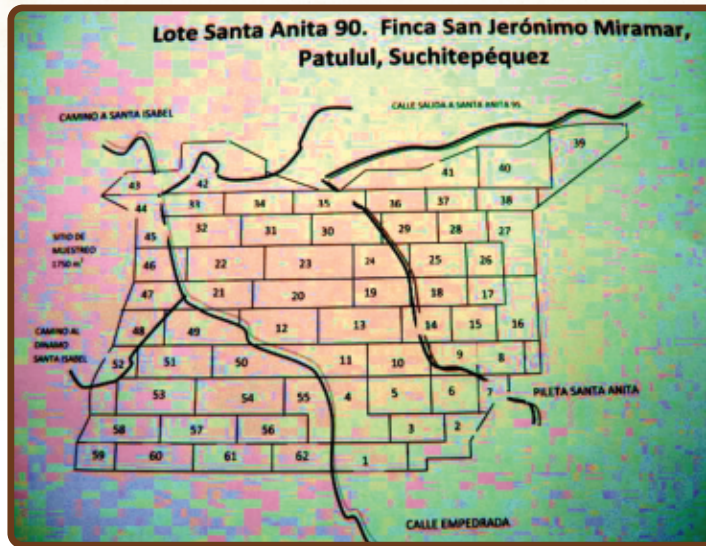 Lote Santa Anita 90. Finca San Jerónimo Miramar,
Patulul, Suchitepéquez
CAMINO A SANTA ISABEL
CALLE SALIDA A SANTA ANITA 95
39
41 40
43 42
44 33 34 35 36 37 38
45 32 31 30 29 28 27
SITIO DE
MUESTREO
1750 m²
46 22 23 24 25 26
47 21 20 19 18 17
48 49 12 13 14 15 16
CAMINO AL
DINAMO
SANTA ISABEL
52 51 50 11 10 9 8
53 54 55 4 5 6 7
PILETA SANTA ANITA
58 57 56 3 2
59 60 61 62 1
CALLE EMPEDRADA